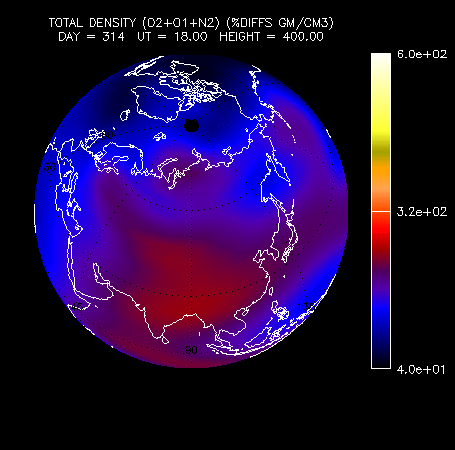 TOTAL DENSITY (O2+O1+N2) (%DIFFS GM/CM3)
DAY = 314 UT = 18.00 HEIGHT = 400.00
6.0e+02
3.2e+02
4.0e+01
90